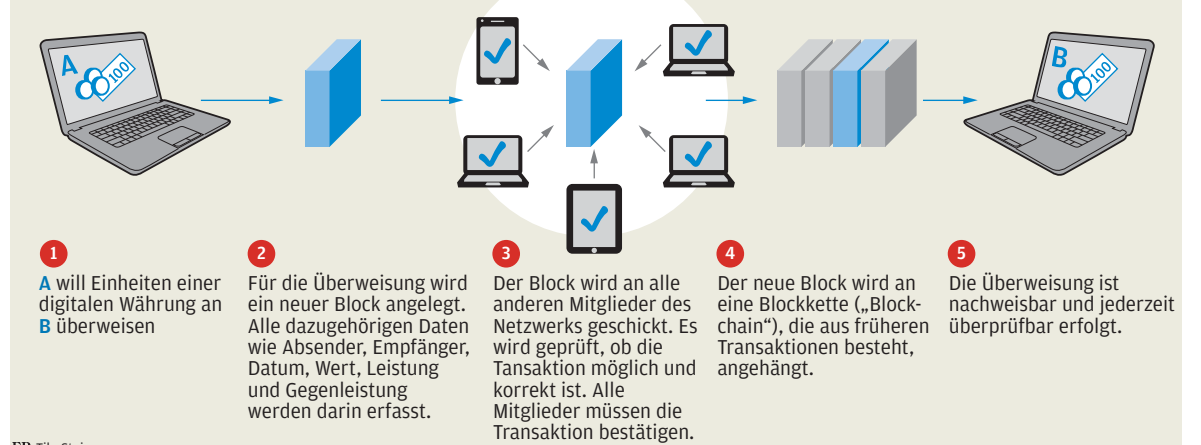 A
100
B
100
1
A will Einheiten einer
digitalen Währung an
B überweisen
2
Für die Überweisung wird
ein neuer Block angelegt.
Alle dazugehörigen Daten
wie Absender, Empfänger,
Datum, Wert, Leistung
und Gegenleistung
werden darin erfasst.
3
Der Block wird an alle
anderen Mitglieder des
Netzwerks geschickt. Es
wird geprüft, ob die
Tansaktion möglich und
korrekt ist. Alle
Mitglieder müssen die
Transaktion bestätigen.
4
Der neue Block wird an
eine Blockkette („Block-
chain“), die aus früheren
Transaktionen besteht,
angehängt.
5
Die Überweisung ist
nachweisbar und jederzeit
überprüfbar erfolgt.